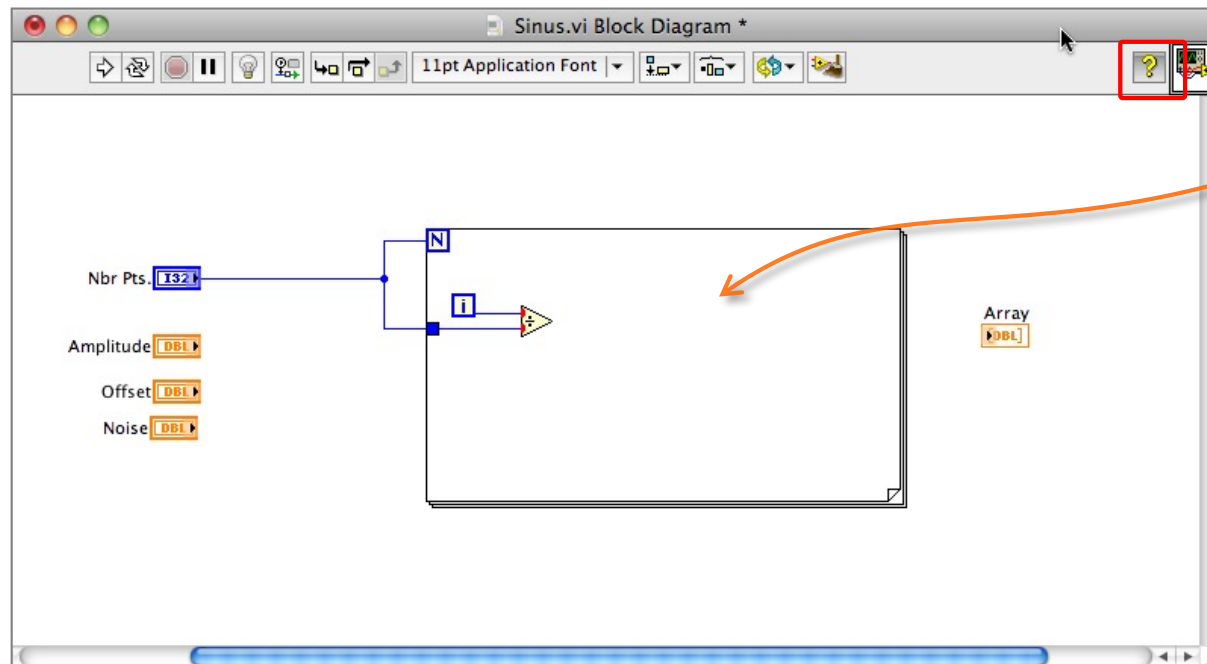 Sinus.vi Block Diagram *
11pt Application Font
?
N
Nbr Pts. I32
i
÷
Array
DBL]
Amplitude DBL
Offset DBL
Noise DBL